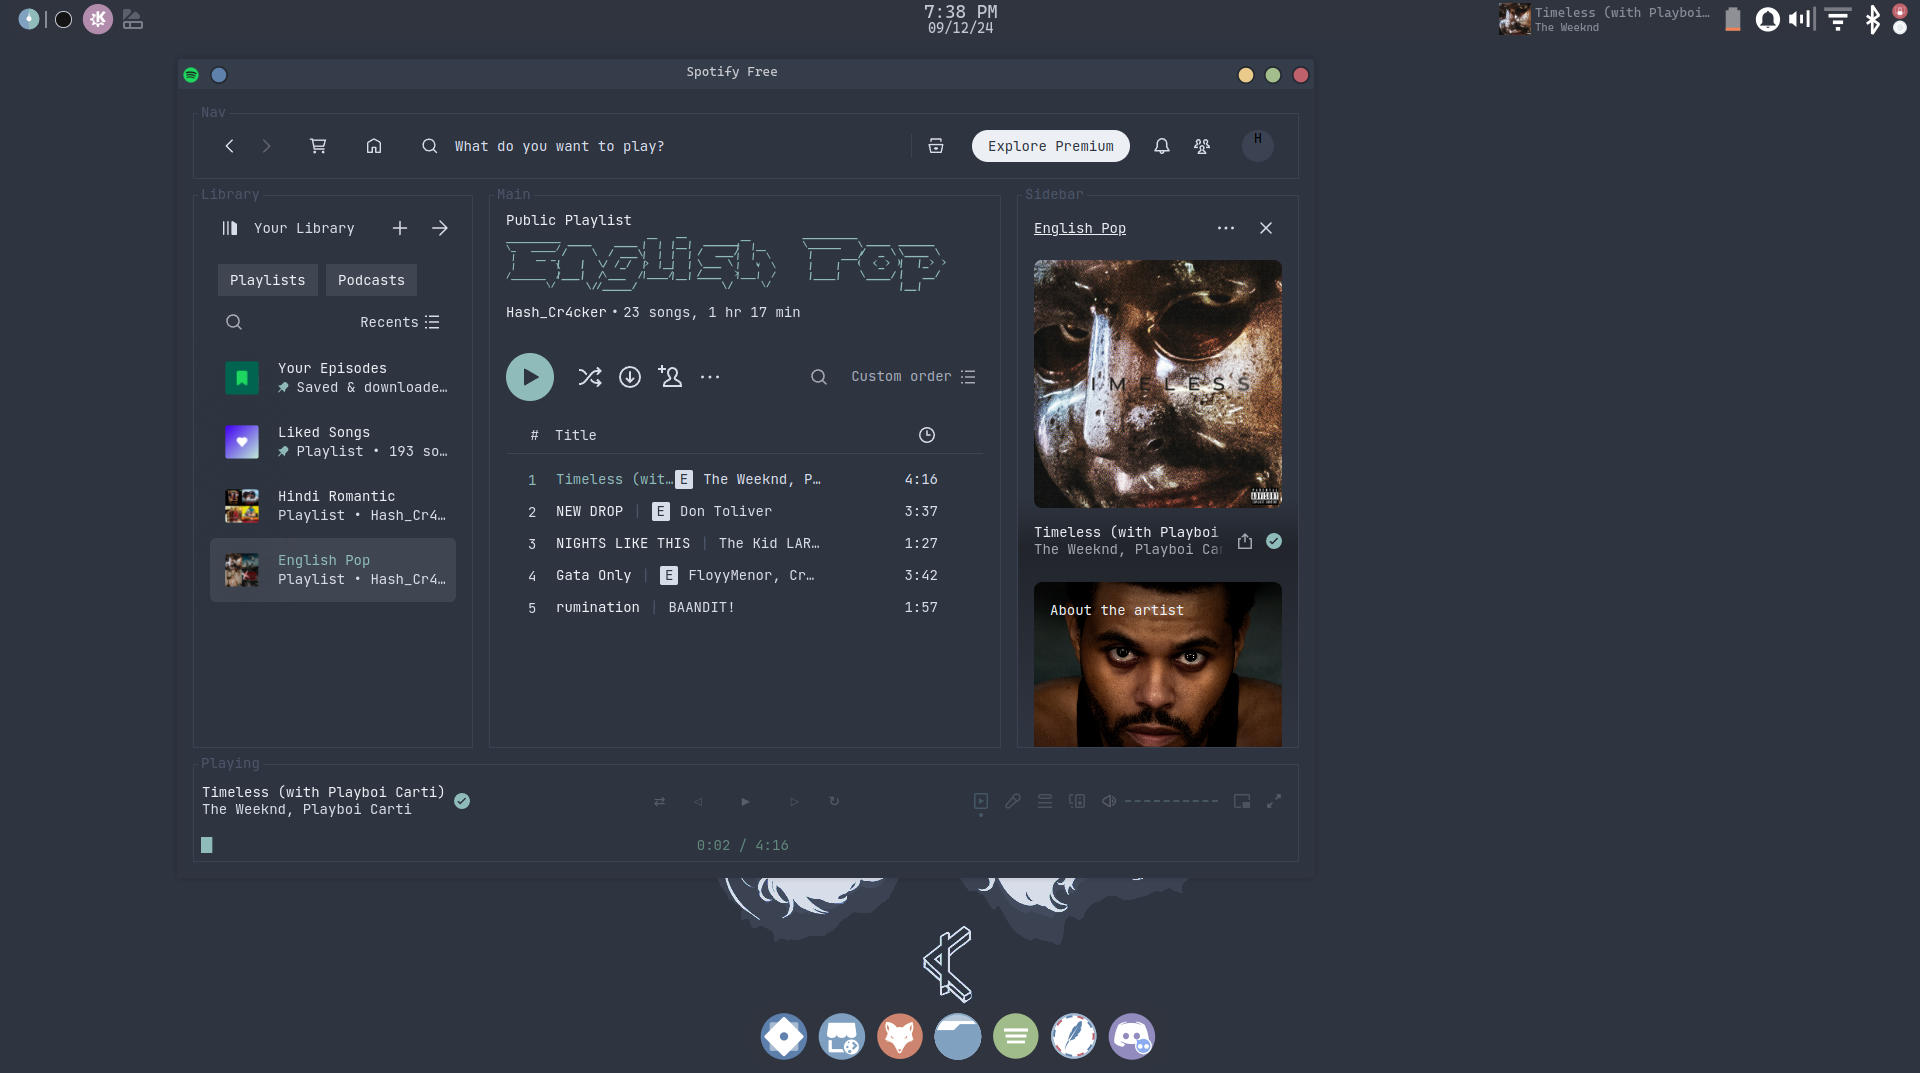 7:38 PM
09/12/24
Timeless (with Playboi…
The Weeknd
Spotify Free
Nav
What do you want to play?
Explore Premium
H
Library
Your Library
Playlists
Podcasts
Recents
Your Episodes
Saved & downloade…
Liked Songs
Playlist • 193 so…
Hindi Romantic
Playlist • Hash_Cr4…
English Pop
Playlist • Hash_Cr4…
Main
Public Playlist
English Pop
Hash_Cr4cker • 23 songs, 1 hr 17 min
Custom order
# Title
1 Timeless (wit… E The Weeknd, P… 4:16
2 NEW DROP | E Don Toliver 3:37
3 NIGHTS LIKE THIS | The Kid LAR… 1:27
4 Gata Only | E FloyyMenor, Cr… 3:42
5 rumination | BAANDIT! 1:57
Sidebar
English Pop
TIMELESS
Timeless (with Playboi
The Weeknd, Playboi Car
About the artist
Playing
Timeless (with Playboi Carti)
The Weeknd, Playboi Carti
0:02 / 4:16